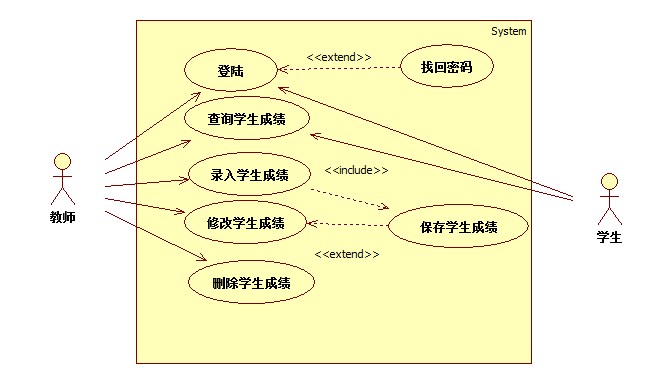 System
<<extend>>
登陆
找回密码
查询学生成绩
录入学生成绩
<<include>>
教师
修改学生成绩
保存学生成绩
学生
<<extend>>
删除学生成绩